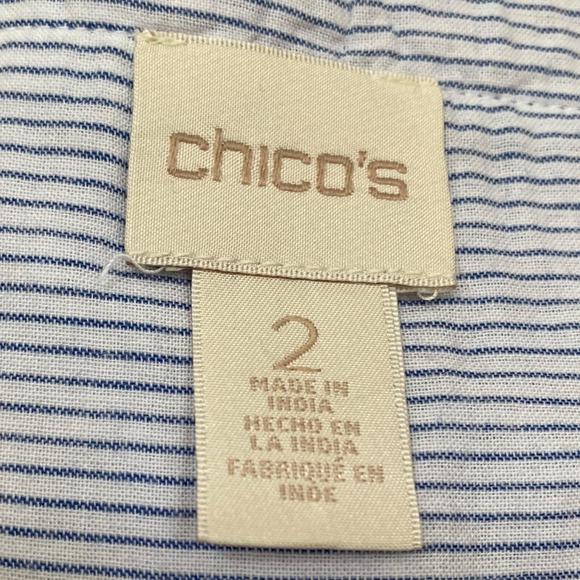 chico's
2
MADE IN
INDIA
HECHO EN
LA INDIA
FABRIQUÉ EN
INDE